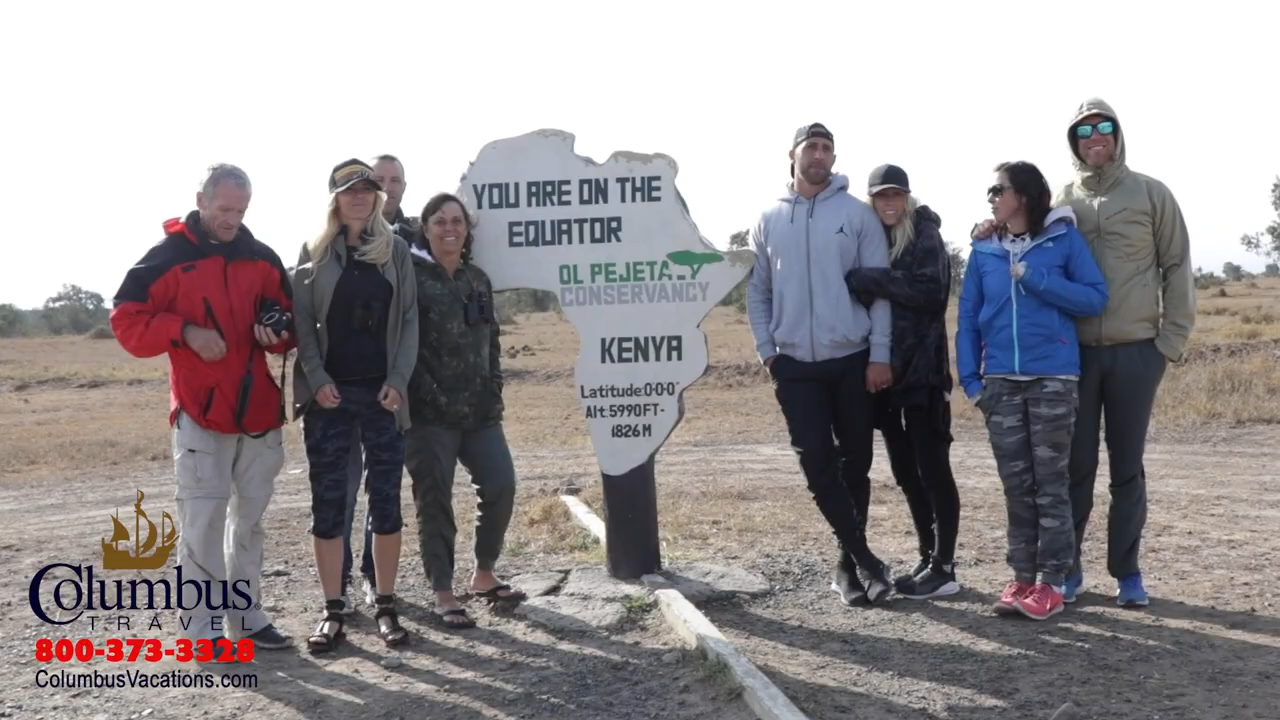 YOU ARE ON THE
EQUATOR
OL PEJETA
CONSERVANCY
KENYA
Latitude:0·0·0"
Alt:5990FT-
1826M
Columbus
TRAVEL
800-373-3328
ColumbusVacations.com